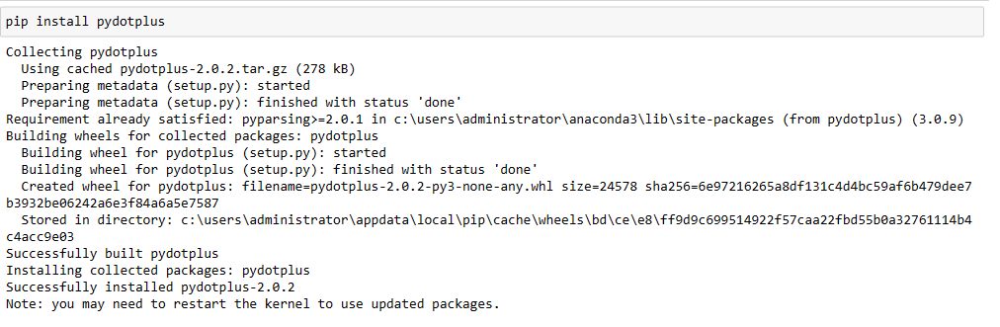 pip install pydotplus
Collecting pydotplus
  Using cached pydotplus-2.0.2.tar.gz (278 kB)
  Preparing metadata (setup.py): started
  Preparing metadata (setup.py): finished with status 'done'
Requirement already satisfied: pyparsing>=2.0.1 in c:\users\administrator\anaconda3\lib\site-packages (from pydotplus) (3.0.9)
Building wheels for collected packages: pydotplus
  Building wheel for pydotplus (setup.py): started
  Building wheel for pydotplus (setup.py): finished with status 'done'
  Created wheel for pydotplus: filename=pydotplus-2.0.2-py3-none-any.whl size=24578 sha256=6e97216265a8df131c4d4bc59af6b479dee7
b3932be06242a6e3f84a6a5e7587
  Stored in directory: c:\users\administrator\appdata\local\pip\cache\wheels\bd\ce\e8\ff9d9c699514922f57caa22fbd55b0a32761114b4
c4acc9e03
Successfully built pydotplus
Installing collected packages: pydotplus
Successfully installed pydotplus-2.0.2
Note: you may need to restart the kernel to use updated packages.